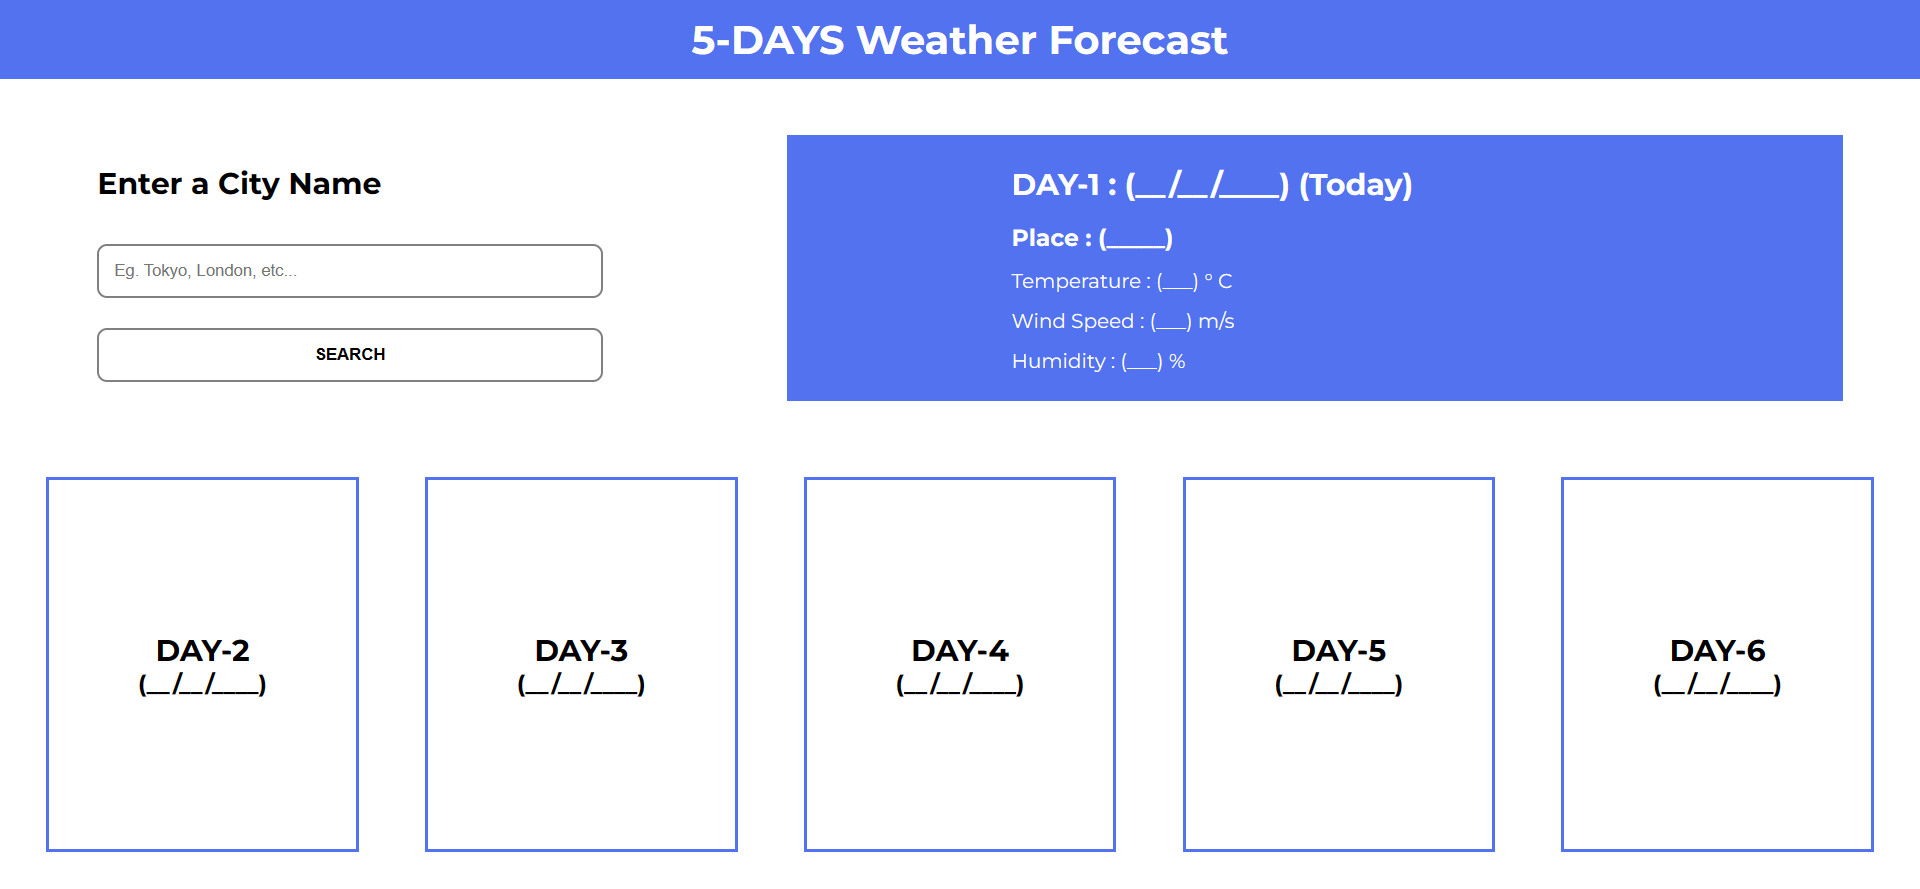 5-DAYS Weather Forecast
Enter a City Name
Eg. Tokyo, London, etc...
SEARCH
DAY-1 : (__/__/____) (Today)
Place : (_____)
Temperature : (___) ° C
Wind Speed : (___) m/s
Humidity : (___) %
DAY-2
(__/__/____)
DAY-3
(__/__/____)
DAY-4
(__/__/____)
DAY-5
(__/__/____)
DAY-6
(__/__/____)